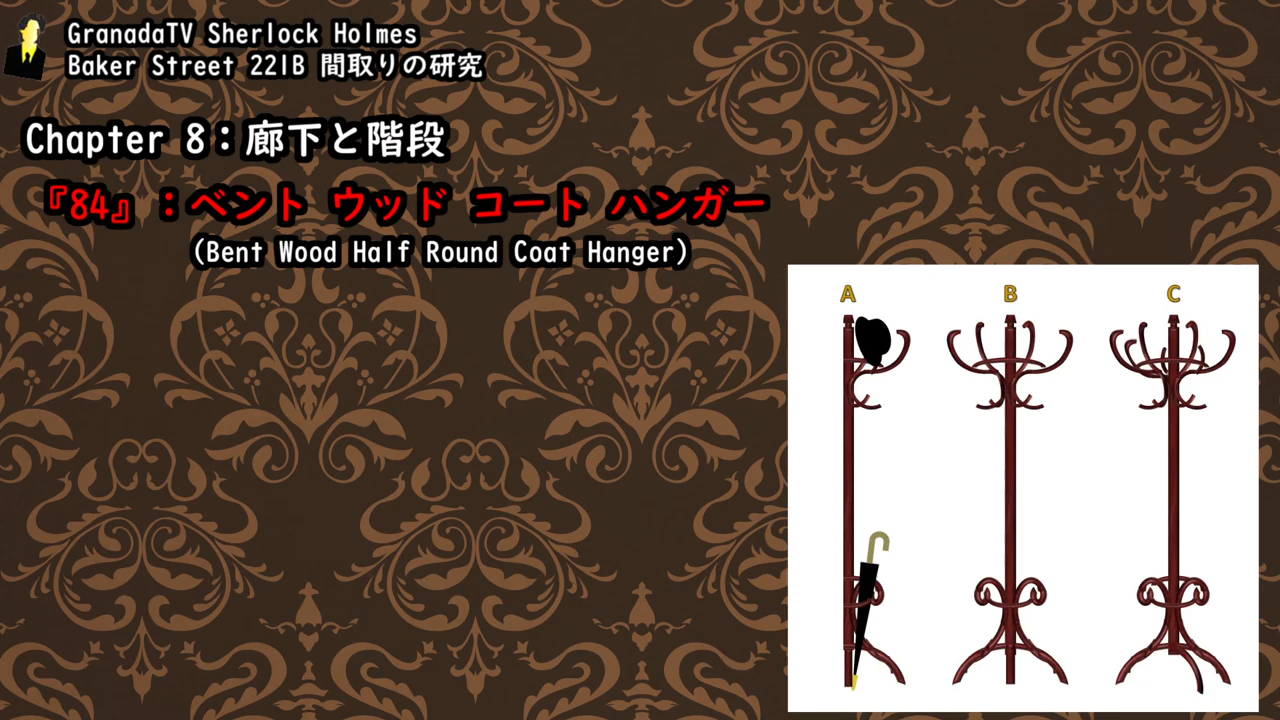 GranadaTV Sherlock Holmes
Baker Street 221B 間取りの研究
Chapter 8：廊下と階段
『84』：ベント ウッド コート ハンガー
(Bent Wood Half Round Coat Hanger)
A B C